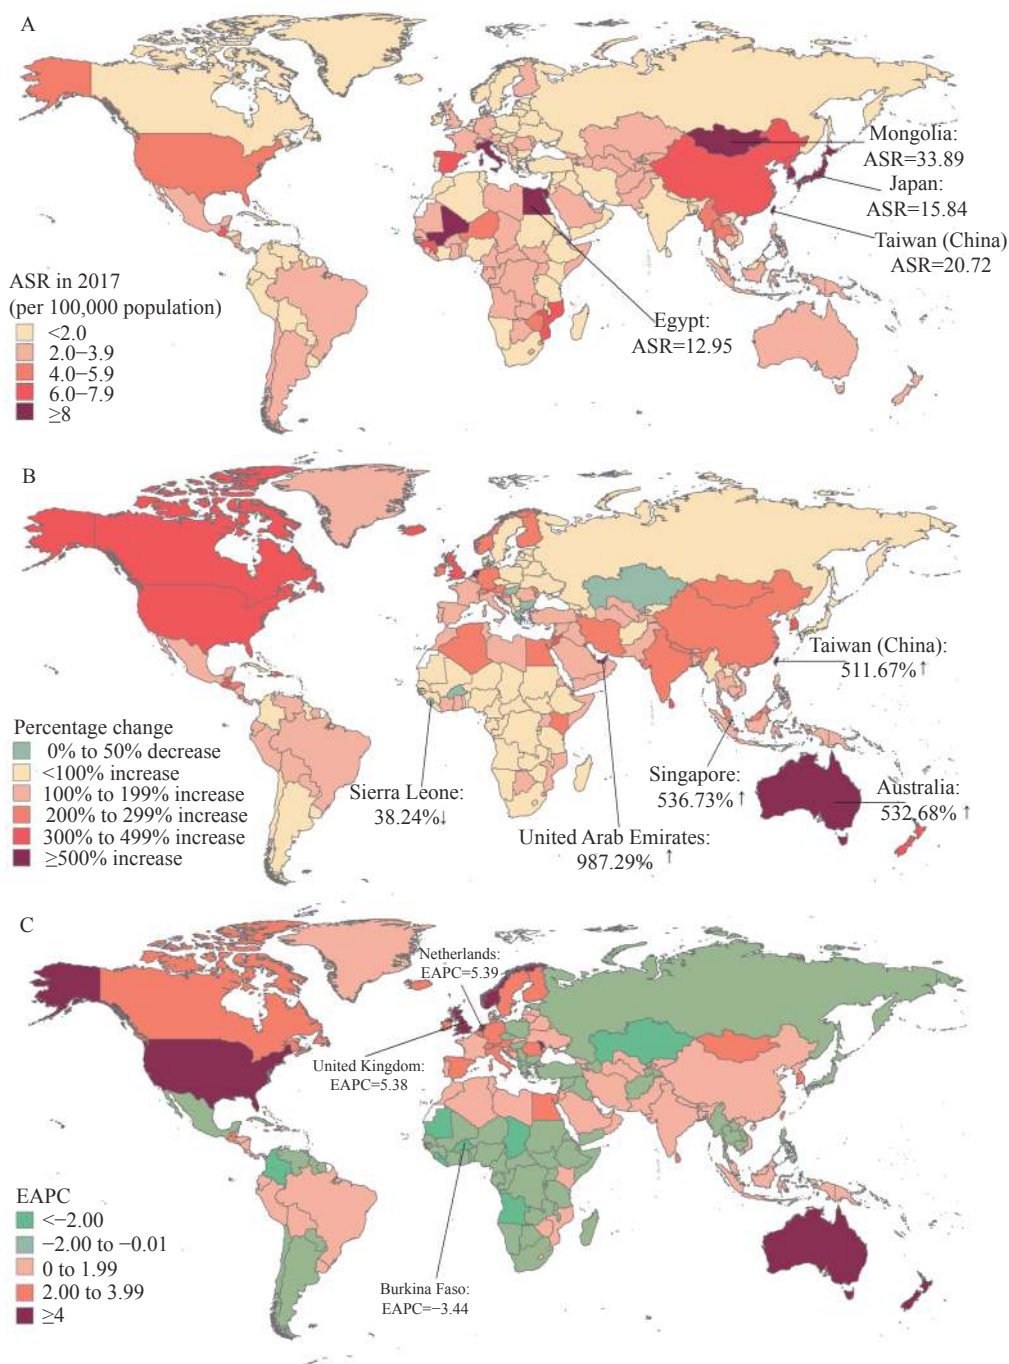 A
Mongolia:
ASR=33.89
Japan:
ASR=15.84
Taiwan (China)
ASR=20.72
Egypt:
ASR=12.95
ASR in 2017
(per 100,000 population)
<2.0
2.0−3.9
4.0−5.9
6.0−7.9
≥8
B
Taiwan (China):
511.67%↑
Singapore:
536.73% ↑
Australia:
532.68% ↑
Sierra Leone:
38.24%↓
United Arab Emirates:
987.29% ↑
Percentage change
0% to 50% decrease
<100% increase
100% to 199% increase
200% to 299% increase
300% to 499% increase
≥500% increase
C
Netherlands:
EAPC=5.39
United Kingdom:
EAPC=5.38
Burkina Faso:
EAPC=−3.44
EAPC
<−2.00
−2.00 to −0.01
0 to 1.99
2.00 to 3.99
≥4